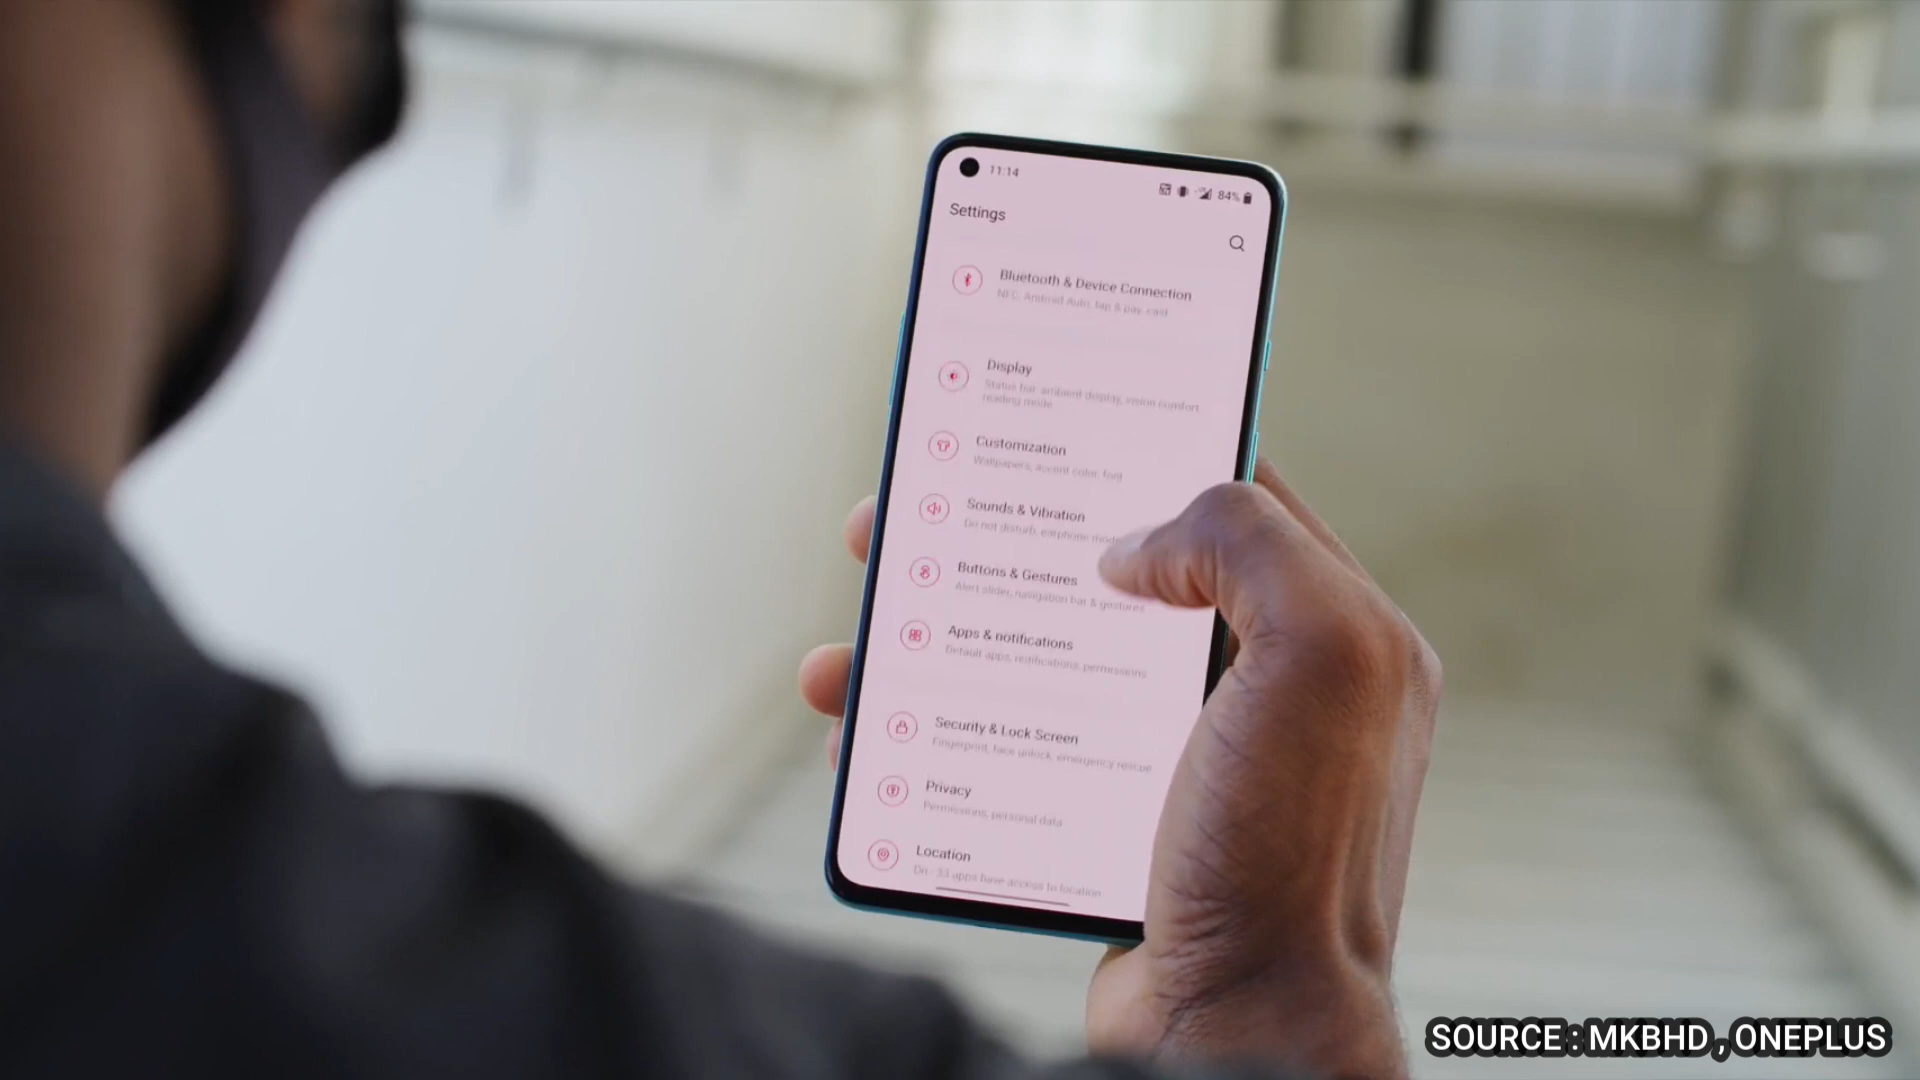 11:14
84%
Settings
Bluetooth & Device Connection
NFC, Android Auto, tap & pay, cast
Display
Status bar, ambient display, vision comfort,
reading mode
Customization
Wallpapers, accent color, font
Sounds & Vibration
Do not disturb, earphone mode
Buttons & Gestures
Alert slider, navigation bar & gestures
Apps & notifications
Default apps, notifications, permissions
Security & Lock Screen
Fingerprint, face unlock, emergency rescue
Privacy
Permissions, personal data
Location
On - 33 apps have access to location
SOURCE : MKBHD , ONEPLUS